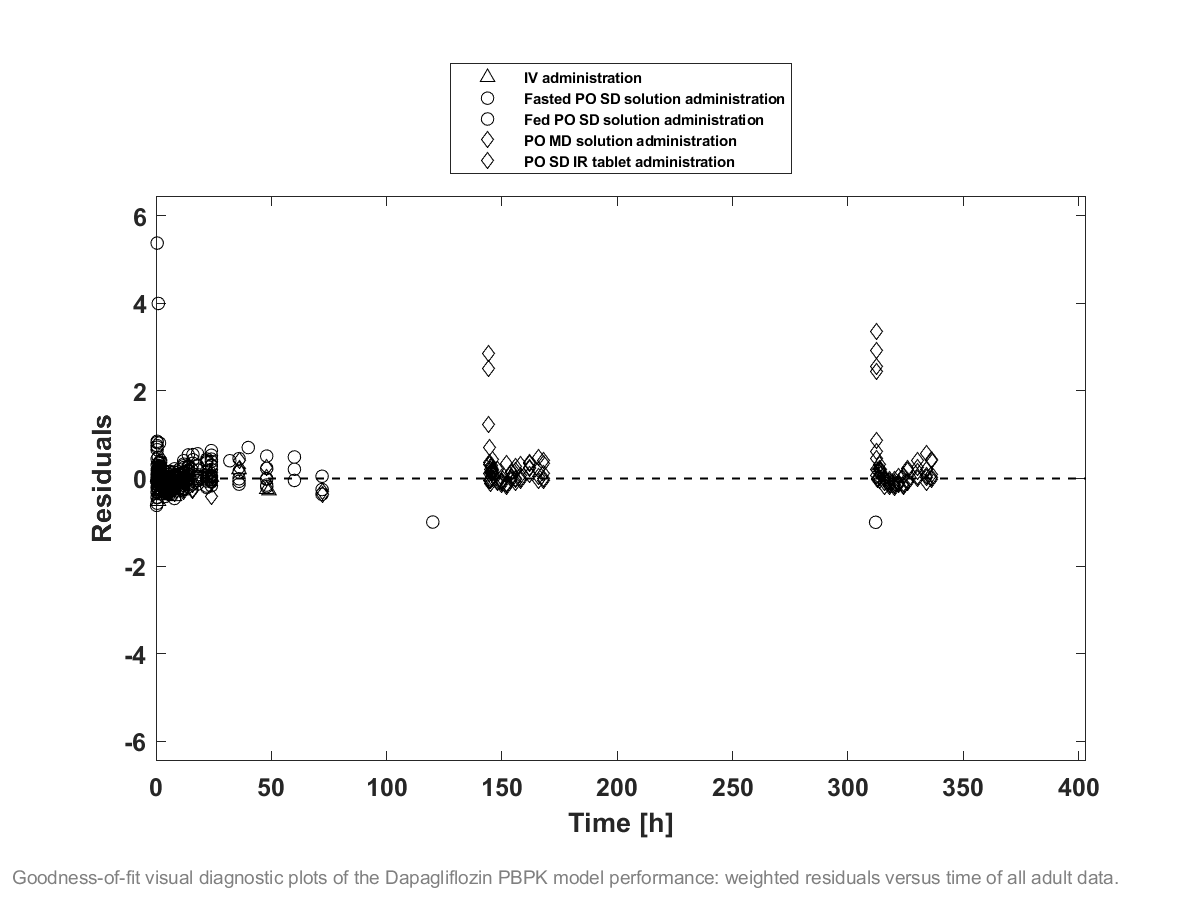 IV administration
Fasted PO SD solution administration
Fed PO SD solution administration
PO MD solution administration
PO SD IR tablet administration
6
4
2
0
-2
-4
-6
Residuals
0 50 100 150 200 250 300 350 400
Time [h]
Goodness-of-fit visual diagnostic plots of the Dapagliflozin PBPK model performance: weighted residuals versus time of all adult data.